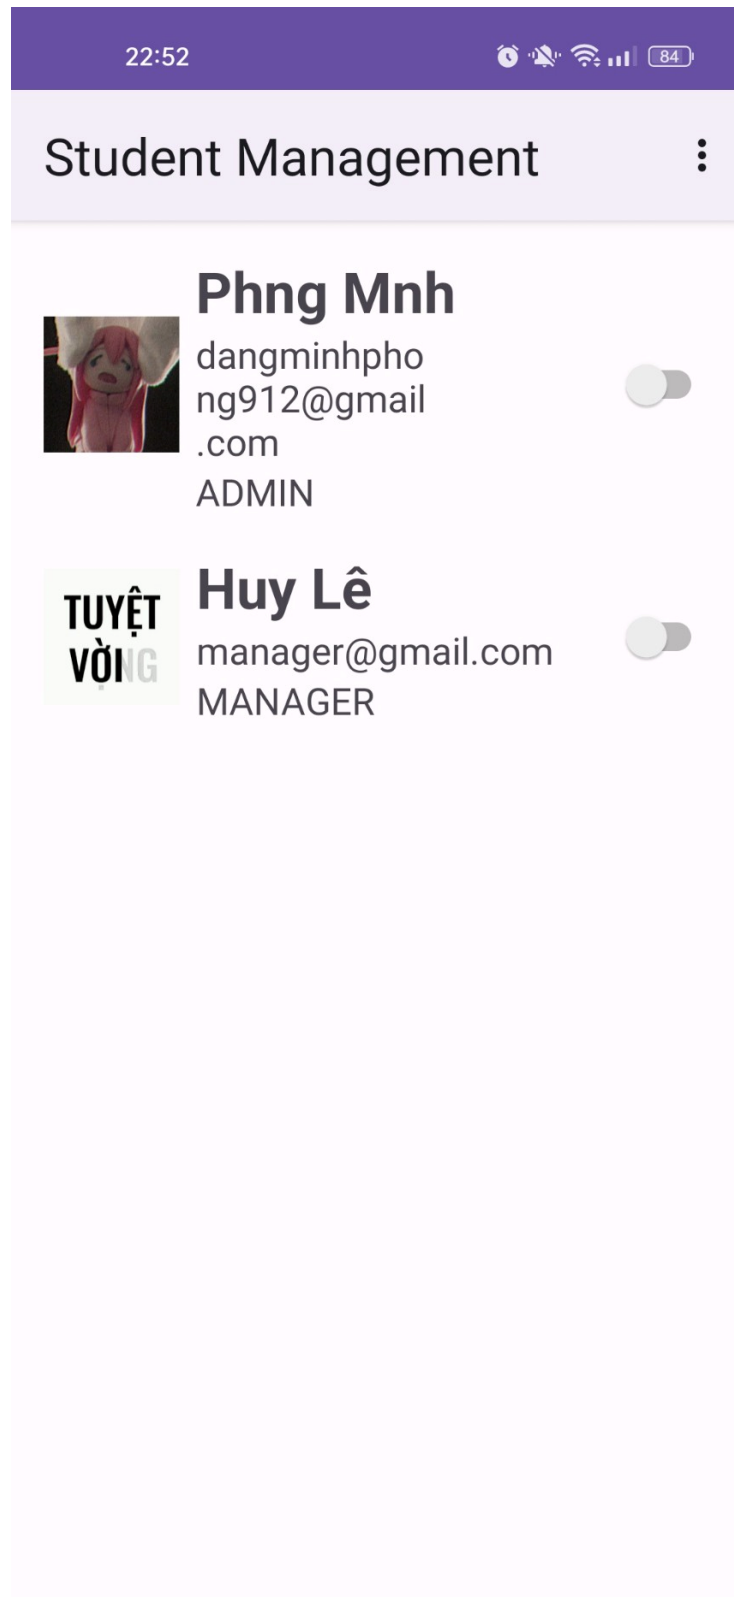 22:52
84
Student Management
Phng Mnh
dangminhpho
ng912@gmail
.com
ADMIN
TUYỆT
VỜING
Huy Lê
manager@gmail.com
MANAGER